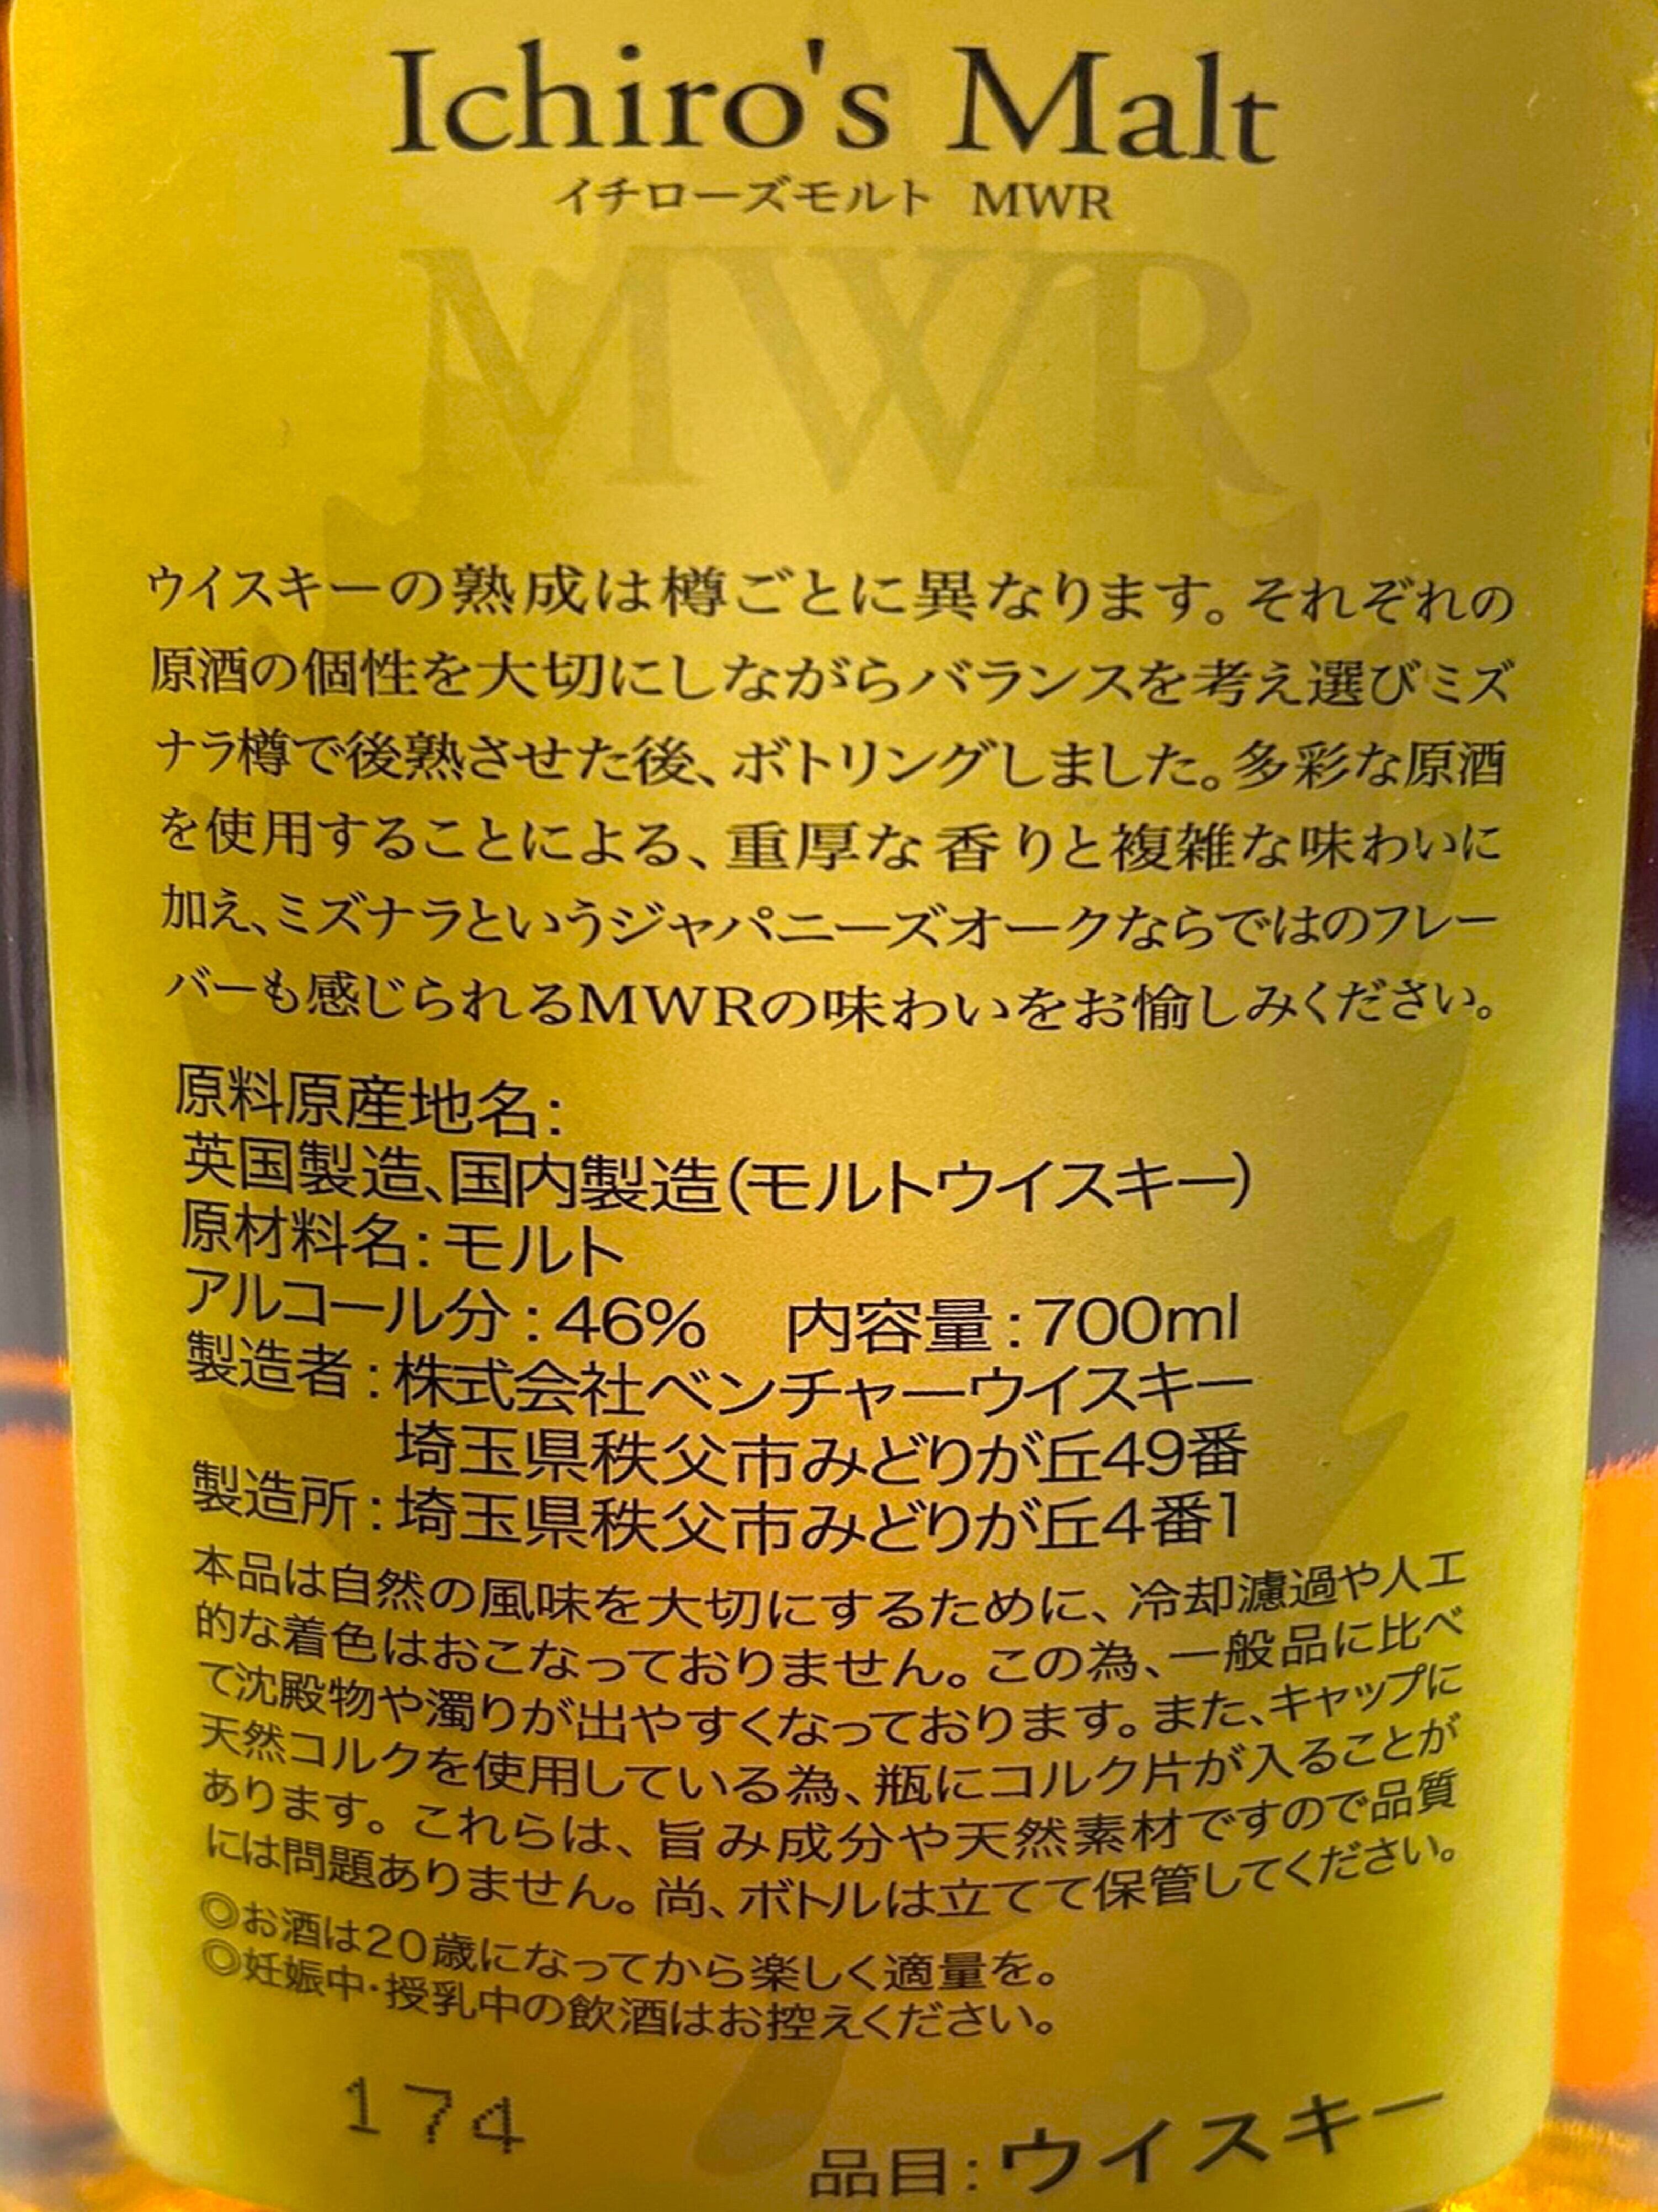 Ichiro's Malt
イチローズモルト MWR
MWR
ウイスキーの熟成は樽ごとに異なります。それぞれの
原酒の個性を大切にしながらバランスを考え選びミズ
ナラ樽で後熟させた後、ボトリングしました。多彩な原酒
を使用することによる、重厚な香りと複雑な味わいに
加え、ミズナラというジャパニーズオークならではのフレー
バーも感じられるMWRの味わいをお愉しみください。
原料原産地名:
英国製造、国内製造(モルトウイスキー)
原材料名:モルト
アルコール分:46% 内容量:700ml
製造者:株式会社ベンチャーウイスキー
埼玉県秩父市みどりが丘49番
製造所:埼玉県秩父市みどりが丘4番1
本品は自然の風味を大切にするために、冷却濾過や人工
的な着色はおこなっておりません。この為、一般品に比べ
て沈殿物や濁りが出やすくなっております。また、キャップに
天然コルクを使用している為、瓶にコルク片が入ることが
あります。これらは、旨み成分や天然素材ですので品質
には問題ありません。尚、ボトルは立てて保管してください。
◎お酒は20歳になってから楽しく適量を。
◎妊娠中・授乳中の飲酒はお控えください。
174
品目:ウイスキー